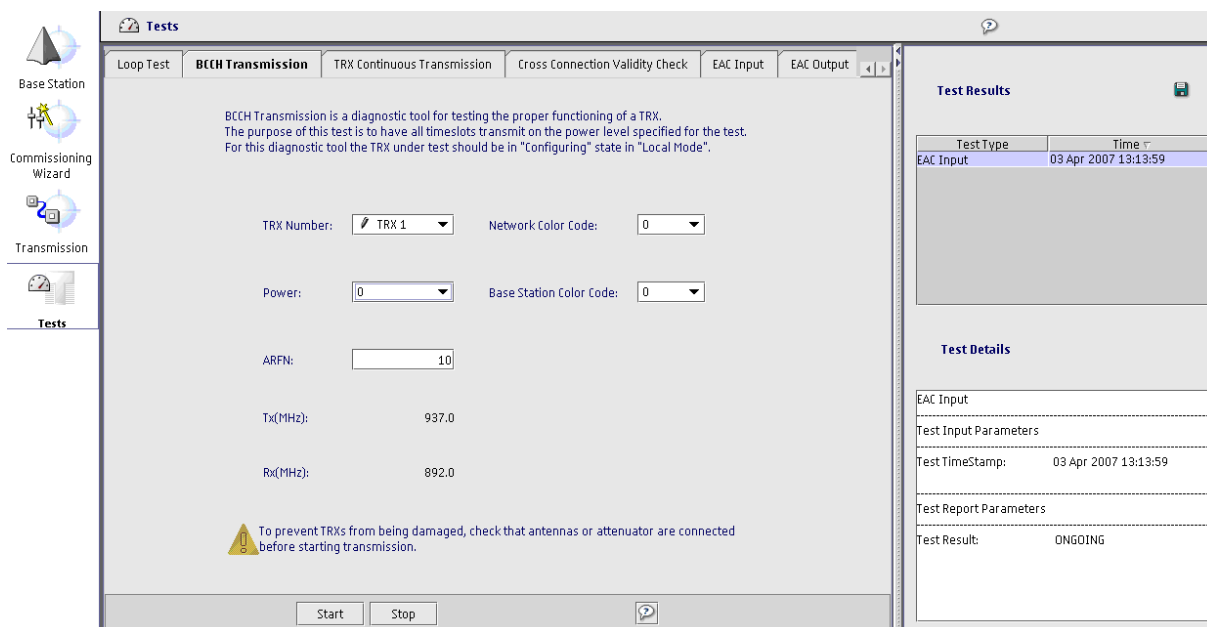 Tests
Base Station
Commissioning
Wizard
Transmission
Tests
Loop Test BCCH Transmission TRX Continuous Transmission Cross Connection Validity Check EAC Input EAC Output
BCCH Transmission is a diagnostic tool for testing the proper functioning of a TRX.
The purpose of this test is to have all timeslots transmit on the power level specified for the test.
For this diagnostic tool the TRX under test should be in "Configuring" state in "Local Mode".
TRX Number: TRX 1 Network Color Code: 0
Power: 0 Base Station Color Code: 0
ARFN: 10
Tx(MHz): 937.0
Rx(MHz): 892.0
To prevent TRXs from being damaged, check that antennas or attenuator are connected
before starting transmission.
Start Stop
Test Results
Test Type Time
EAC Input 03 Apr 2007 13:13:59
Test Details
EAC Input
Test Input Parameters
Test TimeStamp: 03 Apr 2007 13:13:59
Test Report Parameters
Test Result: ONGOING